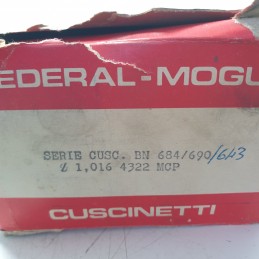 EDERAL-MOGU
SERIE CUSC. BN 684/690/643
Z 1,016 4322 MCP
CUSCINETTI